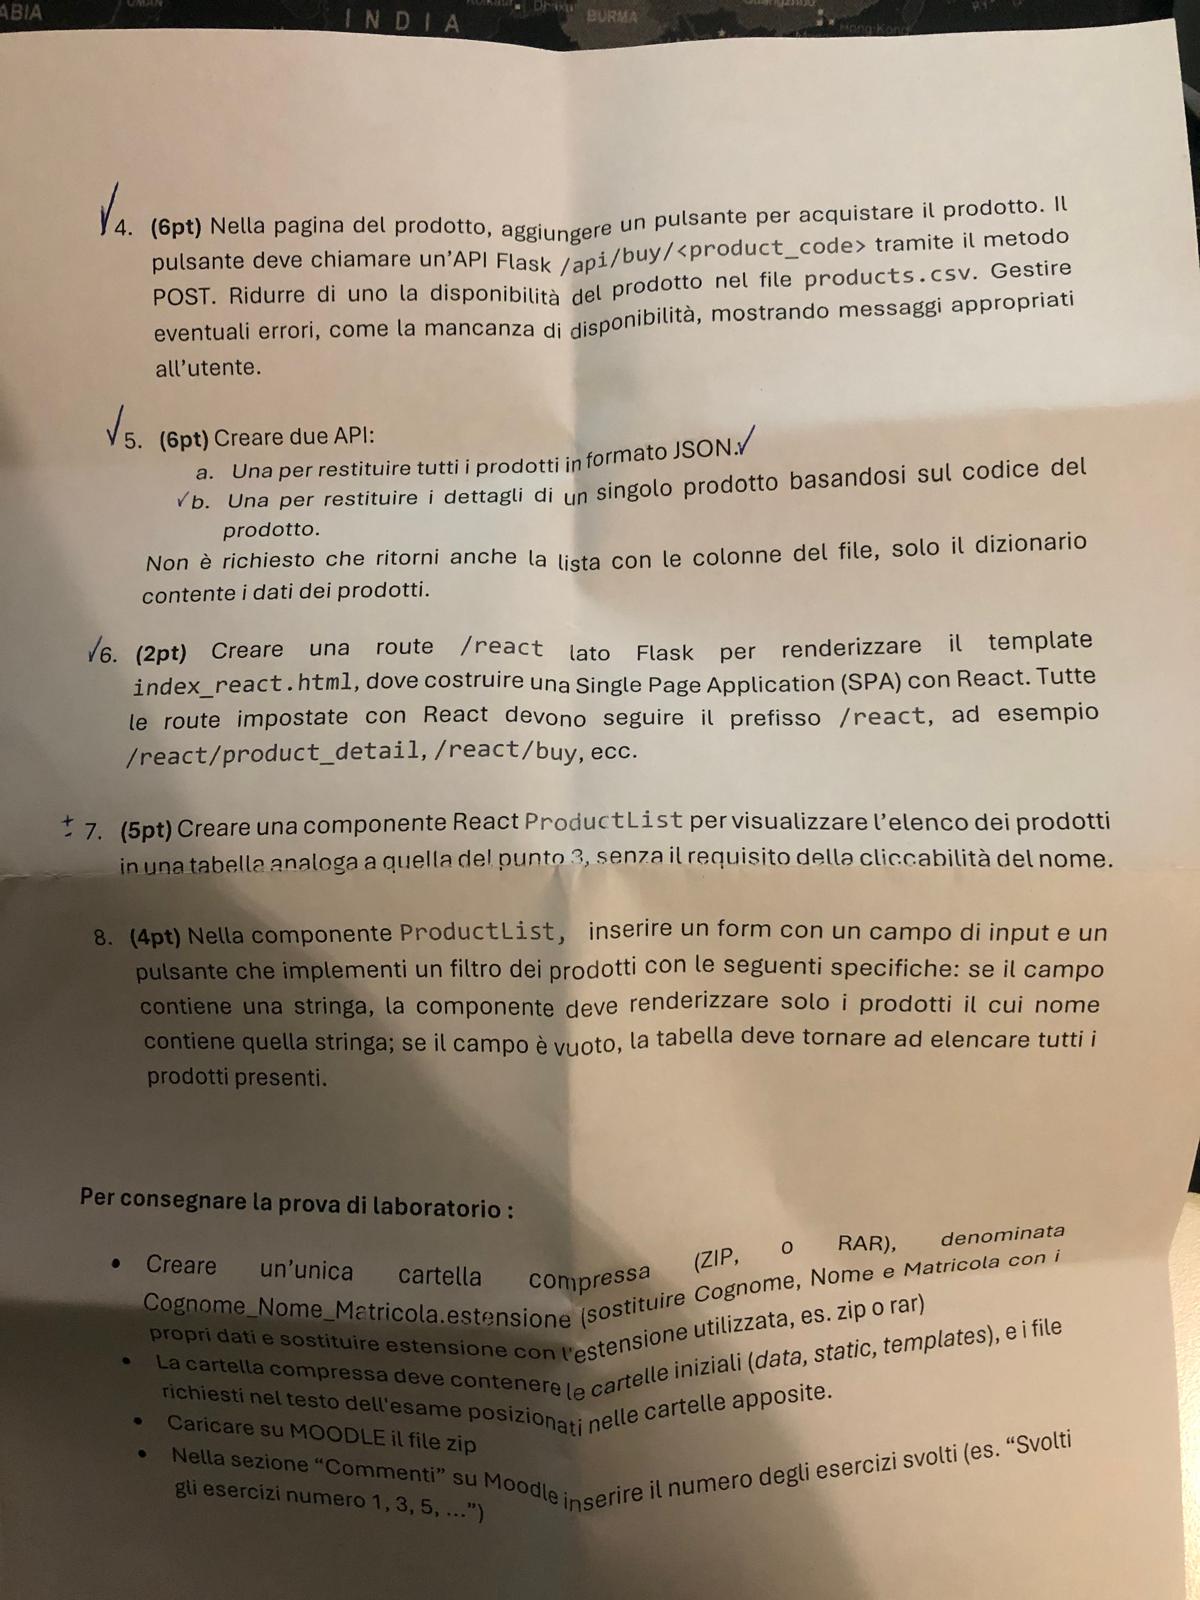 INDIA
BURMA
4. (6pt) Nella pagina del prodotto, aggiungere un pulsante per acquistare il prodotto. Il
pulsante deve chiamare un'API Flask /api/buy/<product_code> tramite il metodo
POST. Ridurre di uno la disponibilità del prodotto nel file products.csv. Gestire
eventuali errori, come la mancanza di disponibilità, mostrando messaggi appropriati
all'utente.
5. (6pt) Creare due API:
a. Una per restituire tutti i prodotti in formato JSON.
b. Una per restituire i dettagli di un singolo prodotto basandosi sul codice del
prodotto.
Non è richiesto che ritorni anche la lista con le colonne del file, solo il dizionario
contente i dati dei prodotti.
6. (2pt) Creare una route /react lato Flask per renderizzare il template
index_react.html, dove costruire una Single Page Application (SPA) con React. Tutte
le route impostate con React devono seguire il prefisso /react, ad esempio
/react/product_detail, /react/buy, ecc.
± 7. (5pt) Creare una componente React ProductList per visualizzare l'elenco dei prodotti
in una tabella analoga a quella del punto 3, senza il requisito della cliccabilità del nome.
8. (4pt) Nella componente ProductList, inserire un form con un campo di input e un
pulsante che implementi un filtro dei prodotti con le seguenti specifiche: se il campo
contiene una stringa, la componente deve renderizzare solo i prodotti il cui nome
contiene quella stringa; se il campo è vuoto, la tabella deve tornare ad elencare tutti i
prodotti presenti.
Per consegnare la prova di laboratorio :
• Creare un'unica cartella compressa (ZIP, o RAR), denominata
Cognome_Nome_Matricola.estensione (sostituire Cognome, Nome e Matricola con i
propri dati e sostituire estensione con l'estensione utilizzata, es. zip o rar)
• La cartella compressa deve contenere le cartelle iniziali (data, static, templates), e i file
richiesti nel testo dell'esame posizionati nelle cartelle apposite.
• Caricare su MOODLE il file zip
• Nella sezione "Commenti" su Moodle inserire il numero degli esercizi svolti (es. "Svolti
gli esercizi numero 1, 3, 5, ...")